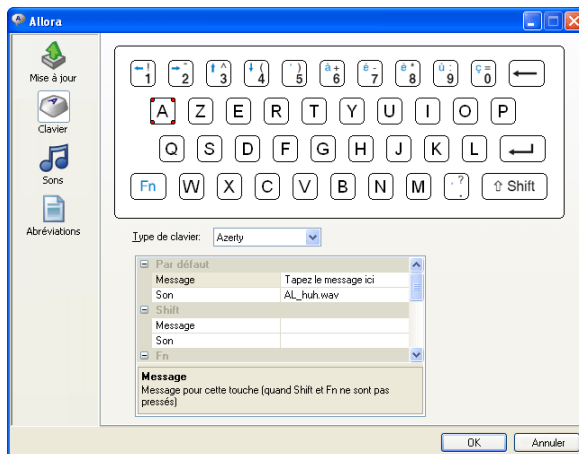 Allora
Mise à jour
Clavier
Sons
Abréviations
← ! 1 → " 2 ↑ ^ 3 ↓ ( 4 ' ) 5 à + 6 é - 7 è * 8 ù : 9 ç = 0 ←
A Z E R T Y U I O P
Q S D F G H J K L ↵
Fn W X C V B N M , ? . ⇧ Shift
Type de clavier: Azerty
Par défaut
Message Tapez le message ici
Son AL_huh.wav
Shift
Message
Son
Fn
Message
Message pour cette touche (quand Shift et Fn ne sont pas
pressés)
OK Annuler